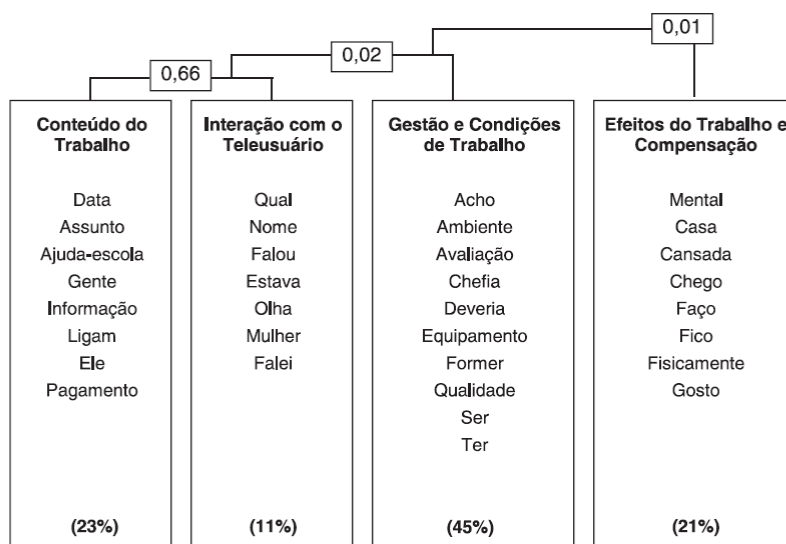 0,01
0,02
0,66
Conteúdo do
Trabalho
Data
Assunto
Ajuda-escola
Gente
Informação
Ligam
Ele
Pagamento
(23%)
Interação com o
Teleusuário
Qual
Nome
Falou
Estava
Olha
Mulher
Falei
(11%)
Gestão e Condições
de Trabalho
Acho
Ambiente
Avaliação
Chefia
Deveria
Equipamento
Former
Qualidade
Ser
Ter
(45%)
Efeitos do Trabalho e
Compensação
Mental
Casa
Cansada
Chego
Faço
Fico
Fisicamente
Gosto
(21%)